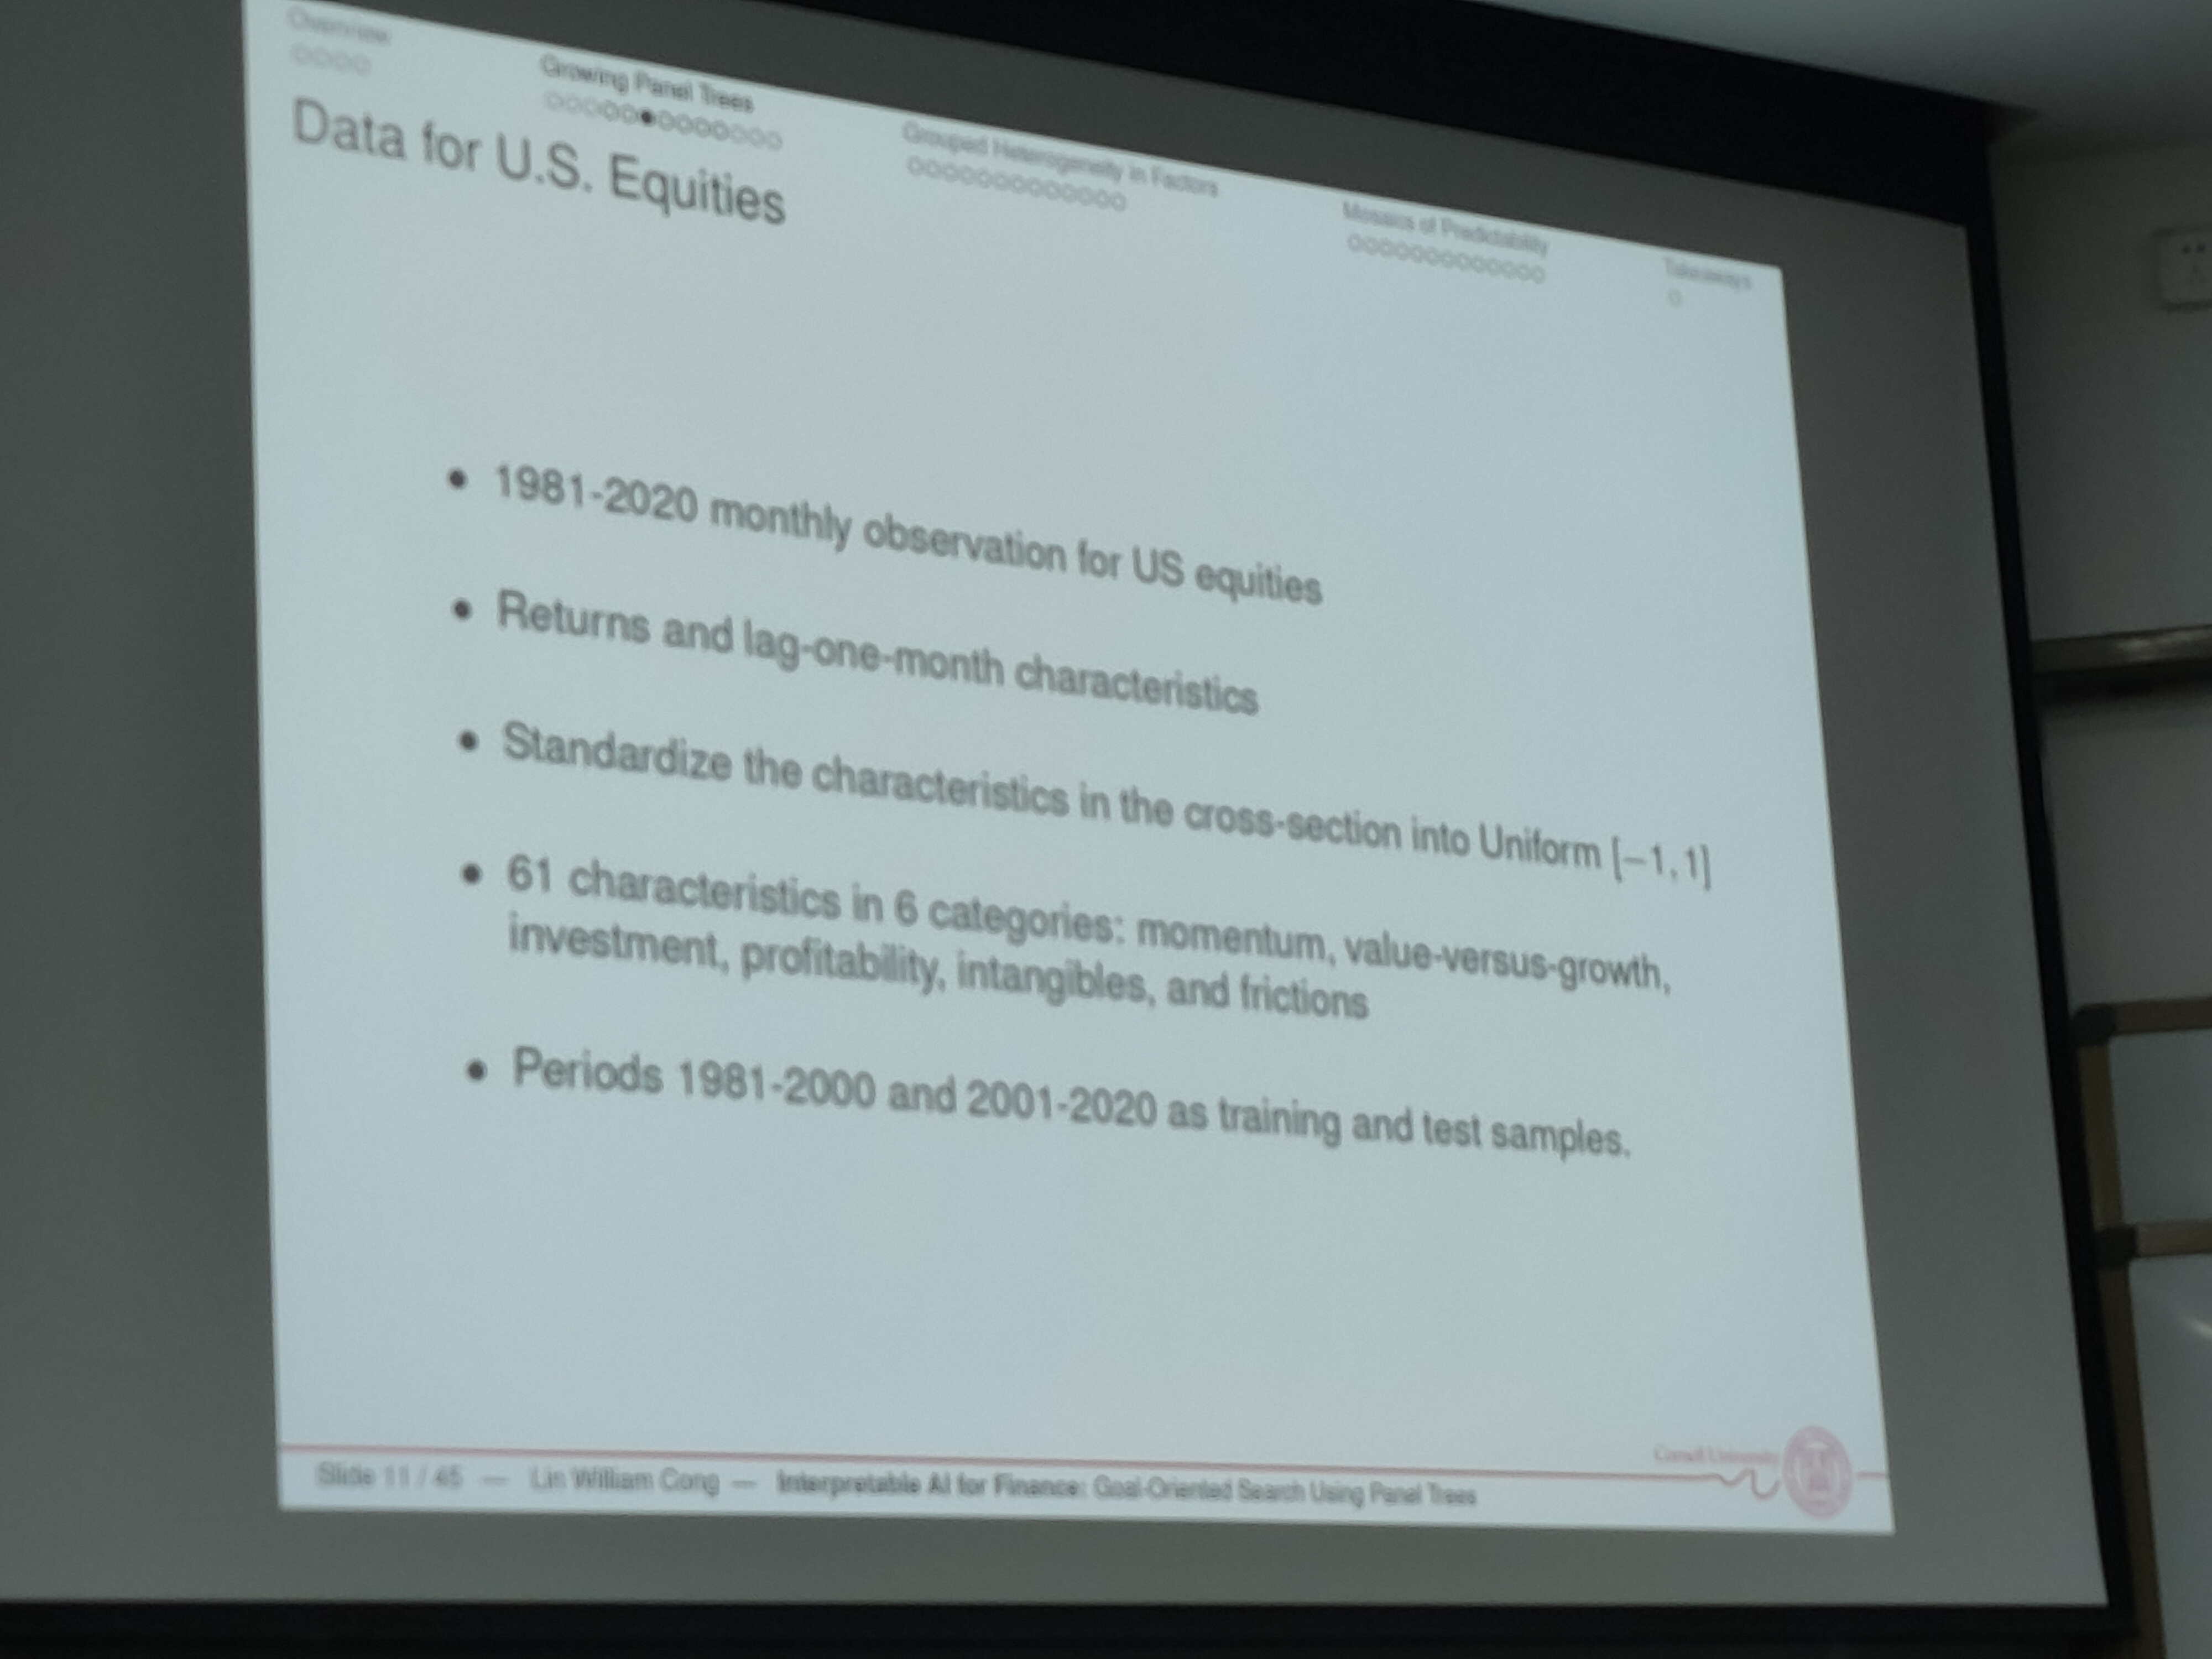 Overview
Growing Panel Trees
Grouped Heterogeneity in Factors
Mosaics of Predictability
Takeaways
Data for U.S. Equities
• 1981-2020 monthly observation for US equities
• Returns and lag-one-month characteristics
• Standardize the characteristics in the cross-section into Uniform [−1, 1]
• 61 characteristics in 6 categories: momentum, value-versus-growth,
investment, profitability, intangibles, and frictions
• Periods 1981-2000 and 2001-2020 as training and test samples.
Cornell University
Slide 11 / 45 — Lin William Cong — Interpretable AI for Finance: Goal-Oriented Search Using Panel Trees